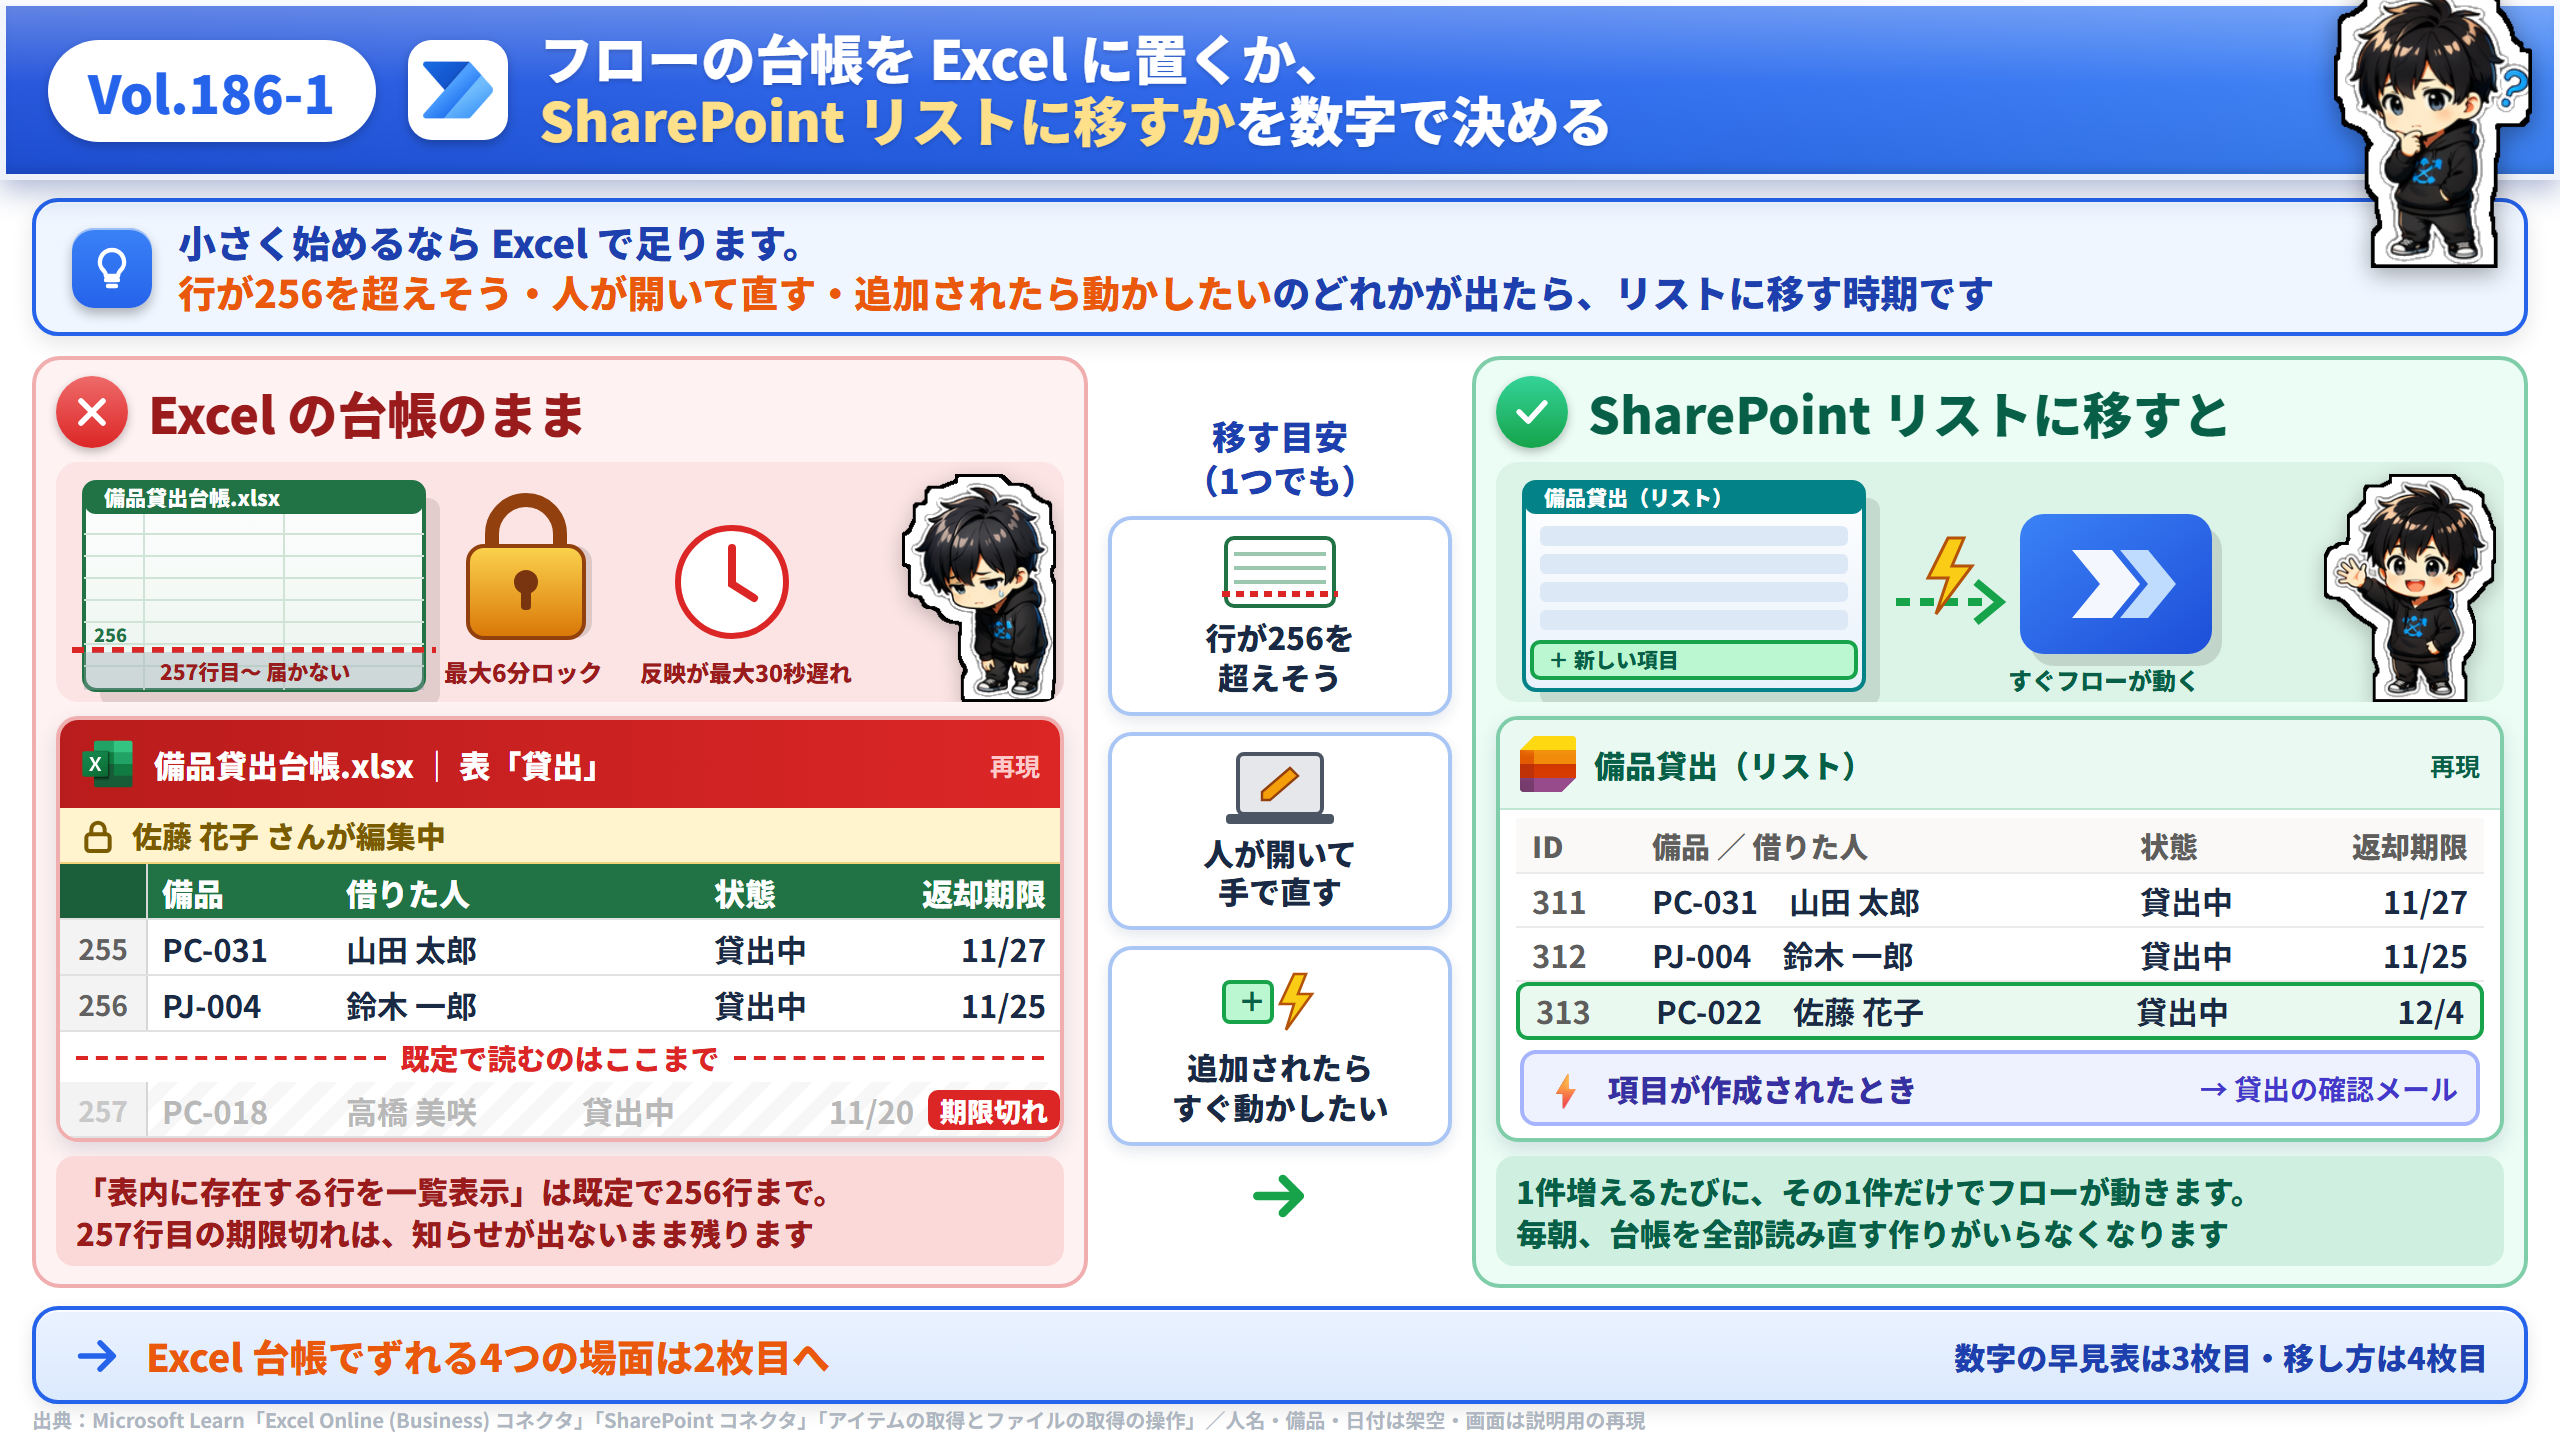 Vol.186-1
フローの台帳を Excel に置くか、
SharePoint リストに移すかを数字で決める
?
小さく始めるなら Excel で足ります。
行が256を超えそう・人が開いて直す・追加されたら動かしたいのどれかが出たら、リストに移す時期です
Excel の台帳のまま
備品貸出台帳.xlsx
256
257行目〜 届かない
最大6分ロック
反映が最大30秒遅れ
X
備品貸出台帳.xlsx｜表「貸出」
再現
佐藤 花子 さんが編集中
備品 借りた人 状態 返却期限
255 PC-031 山田 太郎 貸出中 11/27
256 PJ-004 鈴木 一郎 貸出中 11/25
既定で読むのはここまで
257 PC-018 高橋 美咲 貸出中 11/20 期限切れ
「表内に存在する行を一覧表示」は既定で256行まで。
257行目の期限切れは、知らせが出ないまま残ります
移す目安
（1つでも）
行が256を
超えそう
人が開いて
手で直す
+
追加されたら
すぐ動かしたい
SharePoint リストに移すと
備品貸出（リスト）
＋ 新しい項目
すぐフローが動く
備品貸出（リスト）
再現
ID 備品 ／ 借りた人 状態 返却期限
311 PC-031 山田 太郎 貸出中 11/27
312 PJ-004 鈴木 一郎 貸出中 11/25
313 PC-022 佐藤 花子 貸出中 12/4
項目が作成されたとき
→ 貸出の確認メール
1件増えるたびに、その1件だけでフローが動きます。
毎朝、台帳を全部読み直す作りがいらなくなります
→ Excel 台帳でずれる4つの場面は2枚目へ
数字の早見表は3枚目・移し方は4枚目
出典：Microsoft Learn「Excel Online (Business) コネクタ」「SharePoint コネクタ」「アイテムの取得とファイルの取得の操作」／人名・備品・日付は架空・画面は説明用の再現